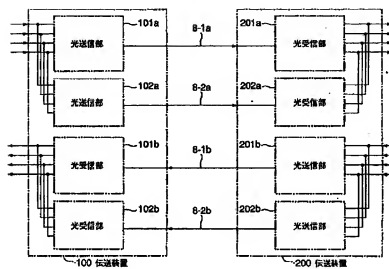 101a 8-1a 201a
光送信部 光受信部
102a 8-2a 202a
光送信部 光受信部
101b 8-1b 201b
光受信部 光送信部
102b 8-2b 202b
光受信部 光送信部
100 伝送装置 200 伝送装置